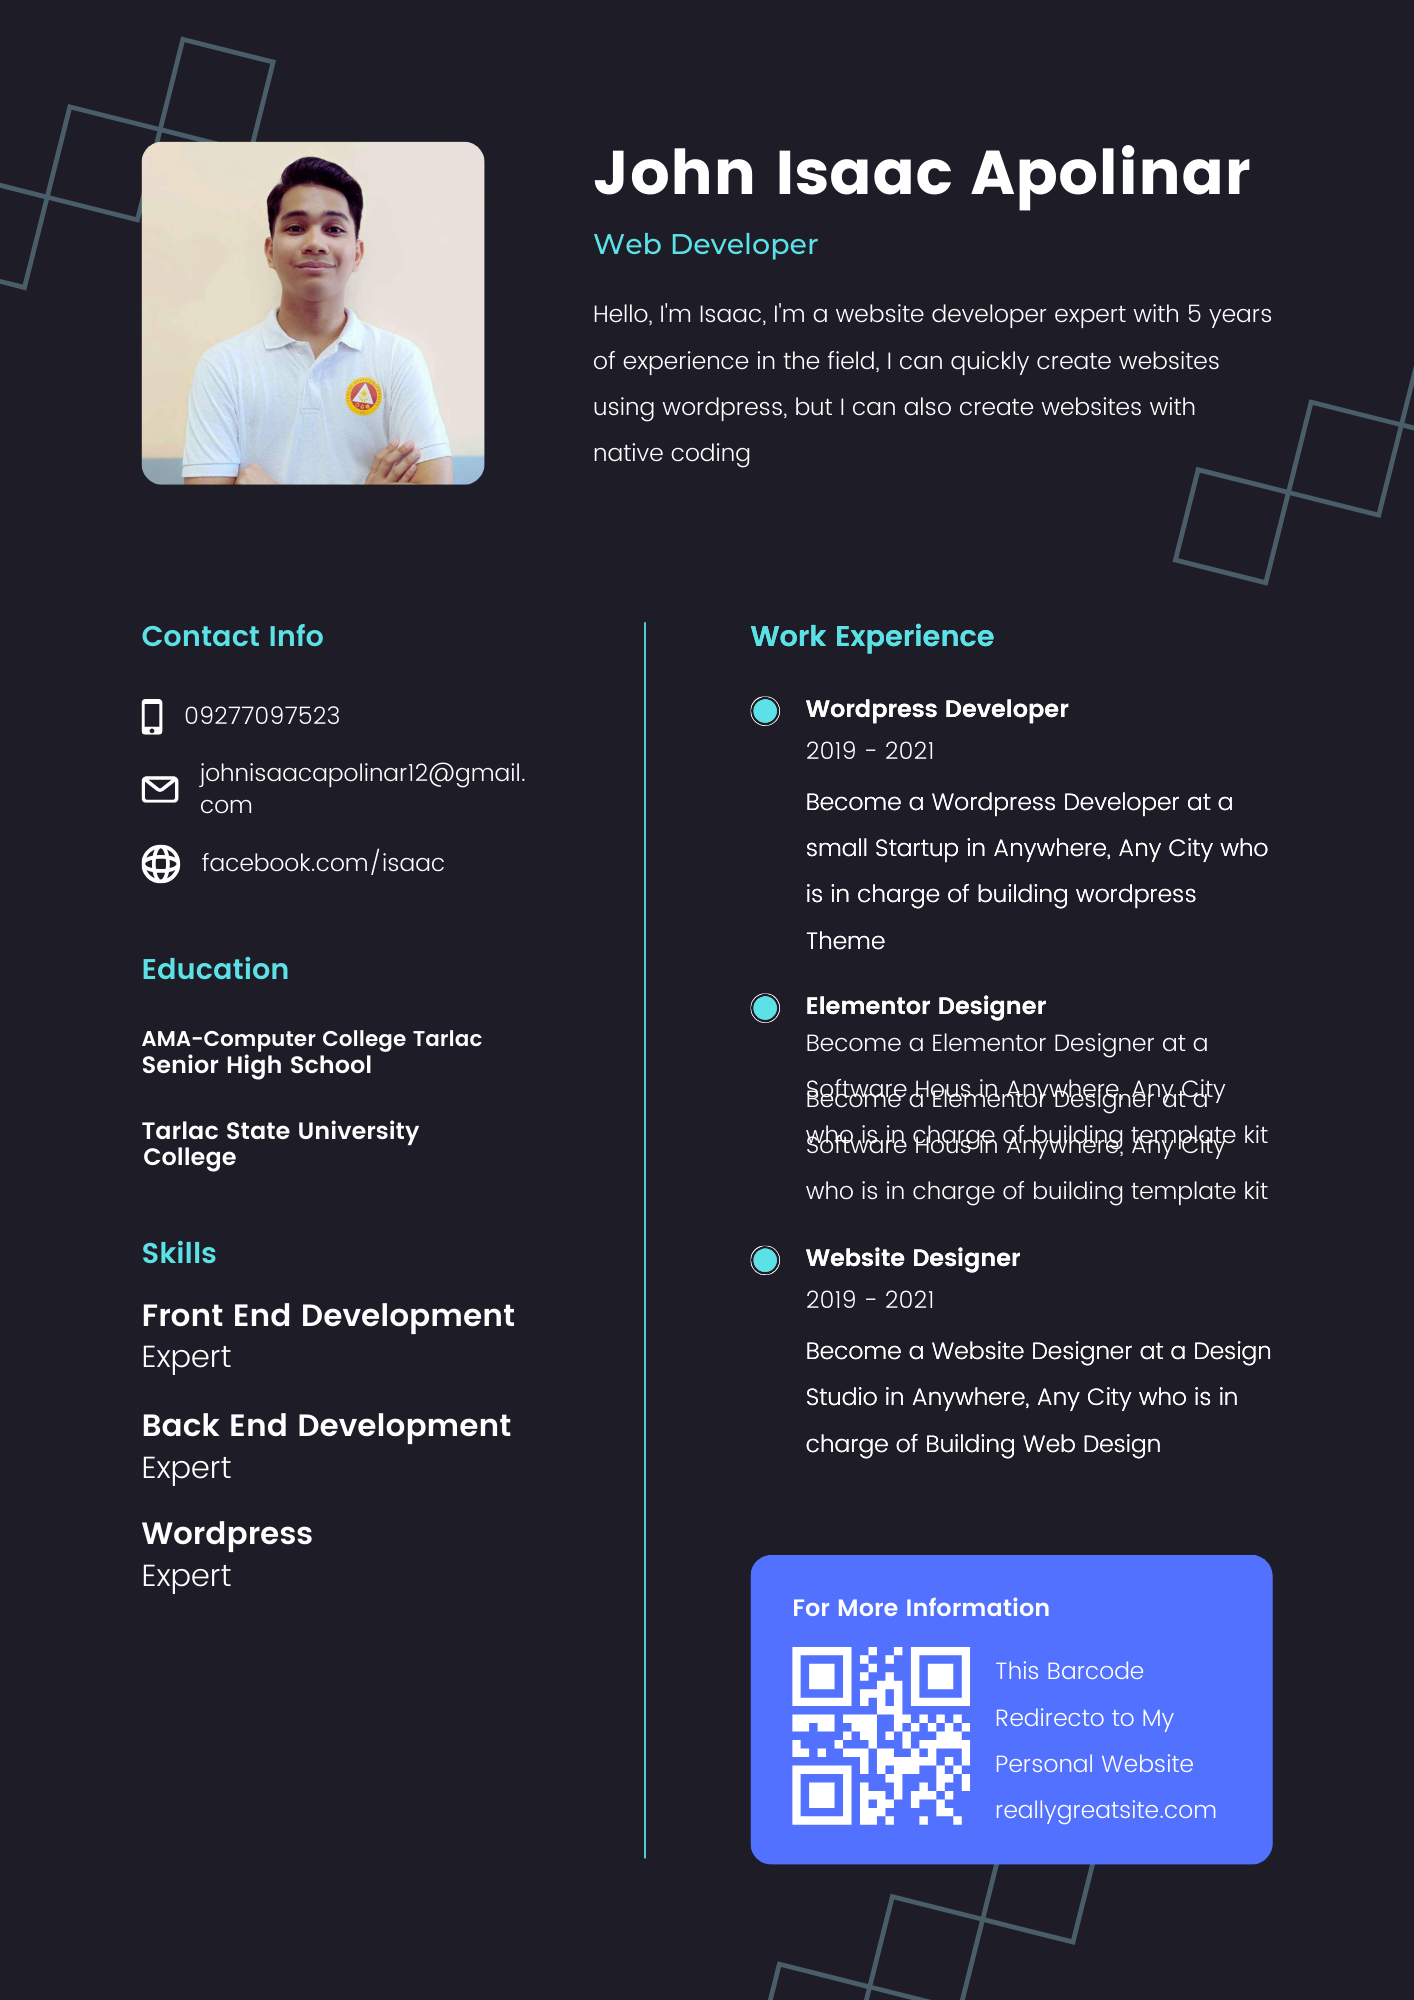 John Isaac Apolinar
Web Developer
Hello, I'm Isaac, I'm a website developer expert with 5 years
of experience in the field, I can quickly create websites
using wordpress, but I can also create websites with
native coding
Contact Info
09277097523
johnisaacapolinar12@gmail.
com
facebook.com/isaac
Education
AMA-Computer College Tarlac
Senior High School
Tarlac State University
College
Skills
Front End Development
Expert
Back End Development
Expert
Wordpress
Expert
Work Experience
Wordpress Developer
2019 - 2021
Become a Wordpress Developer at a
small Startup in Anywhere, Any City who
is in charge of building wordpress
Theme
Elementor Designer
Become a Elementor Designer at a
Software Hous in Anywhere, Any City
Become a Elementor Designer at a
who is in charge of building template kit
Software Hous in Anywhere, Any City
who is in charge of building template kit
Website Designer
2019 - 2021
Become a Website Designer at a Design
Studio in Anywhere, Any City who is in
charge of Building Web Design
For More Information
This Barcode
Redirecto to My
Personal Website
reallygreatsite.com